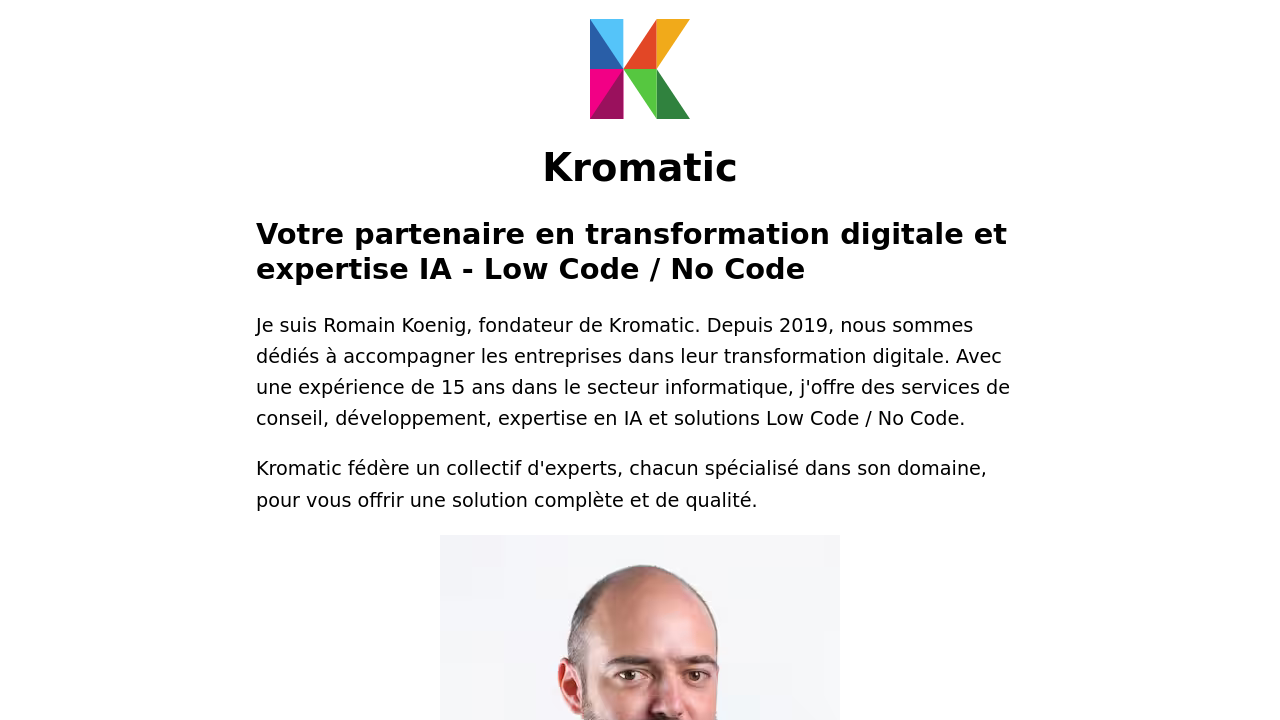 Kromatic
Votre partenaire en transformation digitale et
expertise IA - Low Code / No Code
Je suis Romain Koenig, fondateur de Kromatic. Depuis 2019, nous sommes
dédiés à accompagner les entreprises dans leur transformation digitale. Avec
une expérience de 15 ans dans le secteur informatique, j'offre des services de
conseil, développement, expertise en IA et solutions Low Code / No Code.
Kromatic fédère un collectif d'experts, chacun spécialisé dans son domaine,
pour vous offrir une solution complète et de qualité.